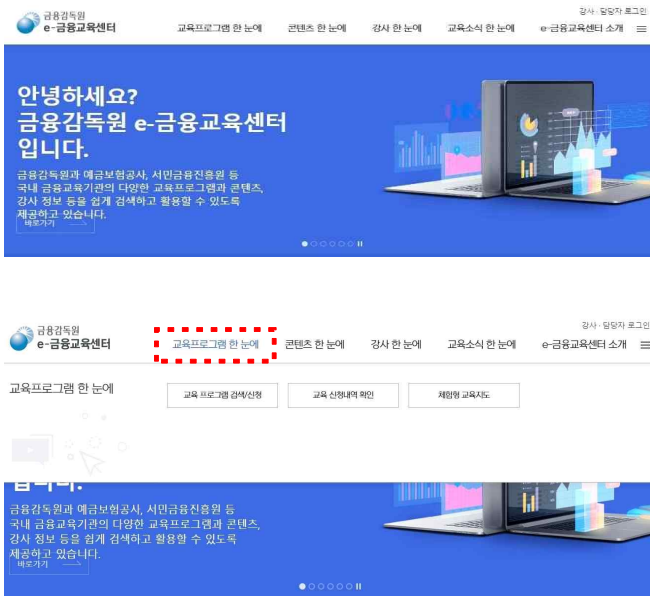 강사 · 담당자 로그인
금융감독원
e-금융교육센터
교육프로그램 한 눈에
콘텐츠 한 눈에
강사 한 눈에
교육소식 한 눈에
e-금융교육센터 소개
안녕하세요?
금융감독원 e-금융교육센터
입니다.
금융감독원과 예금보험공사, 서민금융진흥원 등
국내 금융교육기관의 다양한 교육프로그램과 콘텐츠,
강사 정보 등을 쉽게 검색하고 활용할 수 있도록
제공하고 있습니다.
바로가기
강사 · 담당자 로그인
금융감독원
e-금융교육센터
교육프로그램 한 눈에
콘텐츠 한 눈에
강사 한 눈에
교육소식 한 눈에
e-금융교육센터 소개
교육프로그램 한 눈에
교육 프로그램 검색/신청
교육 신청내역 확인
체험형 교육지도
입니다.
금융감독원과 예금보험공사, 서민금융진흥원 등
국내 금융교육기관의 다양한 교육프로그램과 콘텐츠,
강사 정보 등을 쉽게 검색하고 활용할 수 있도록
제공하고 있습니다.
바로가기